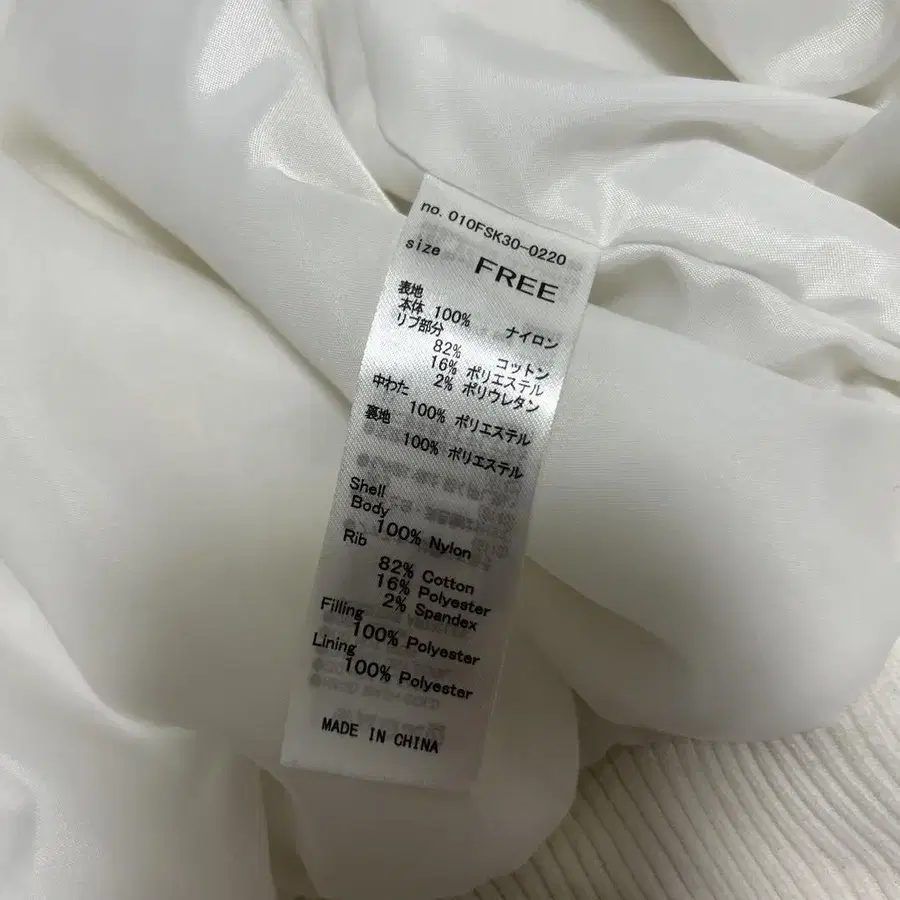 no. 010FSK30-0220
size FREE
表地
本体 100% ナイロン
リブ部分
82% コットン
16% ポリエステル
2% ポリウレタン
中わた
100% ポリエステル
裏地
100% ポリエステル
Shell
Body
100% Nylon
Rib
82% Cotton
16% Polyester
2% Spandex
Filling
100% Polyester
Lining
100% Polyester
MADE IN CHINA